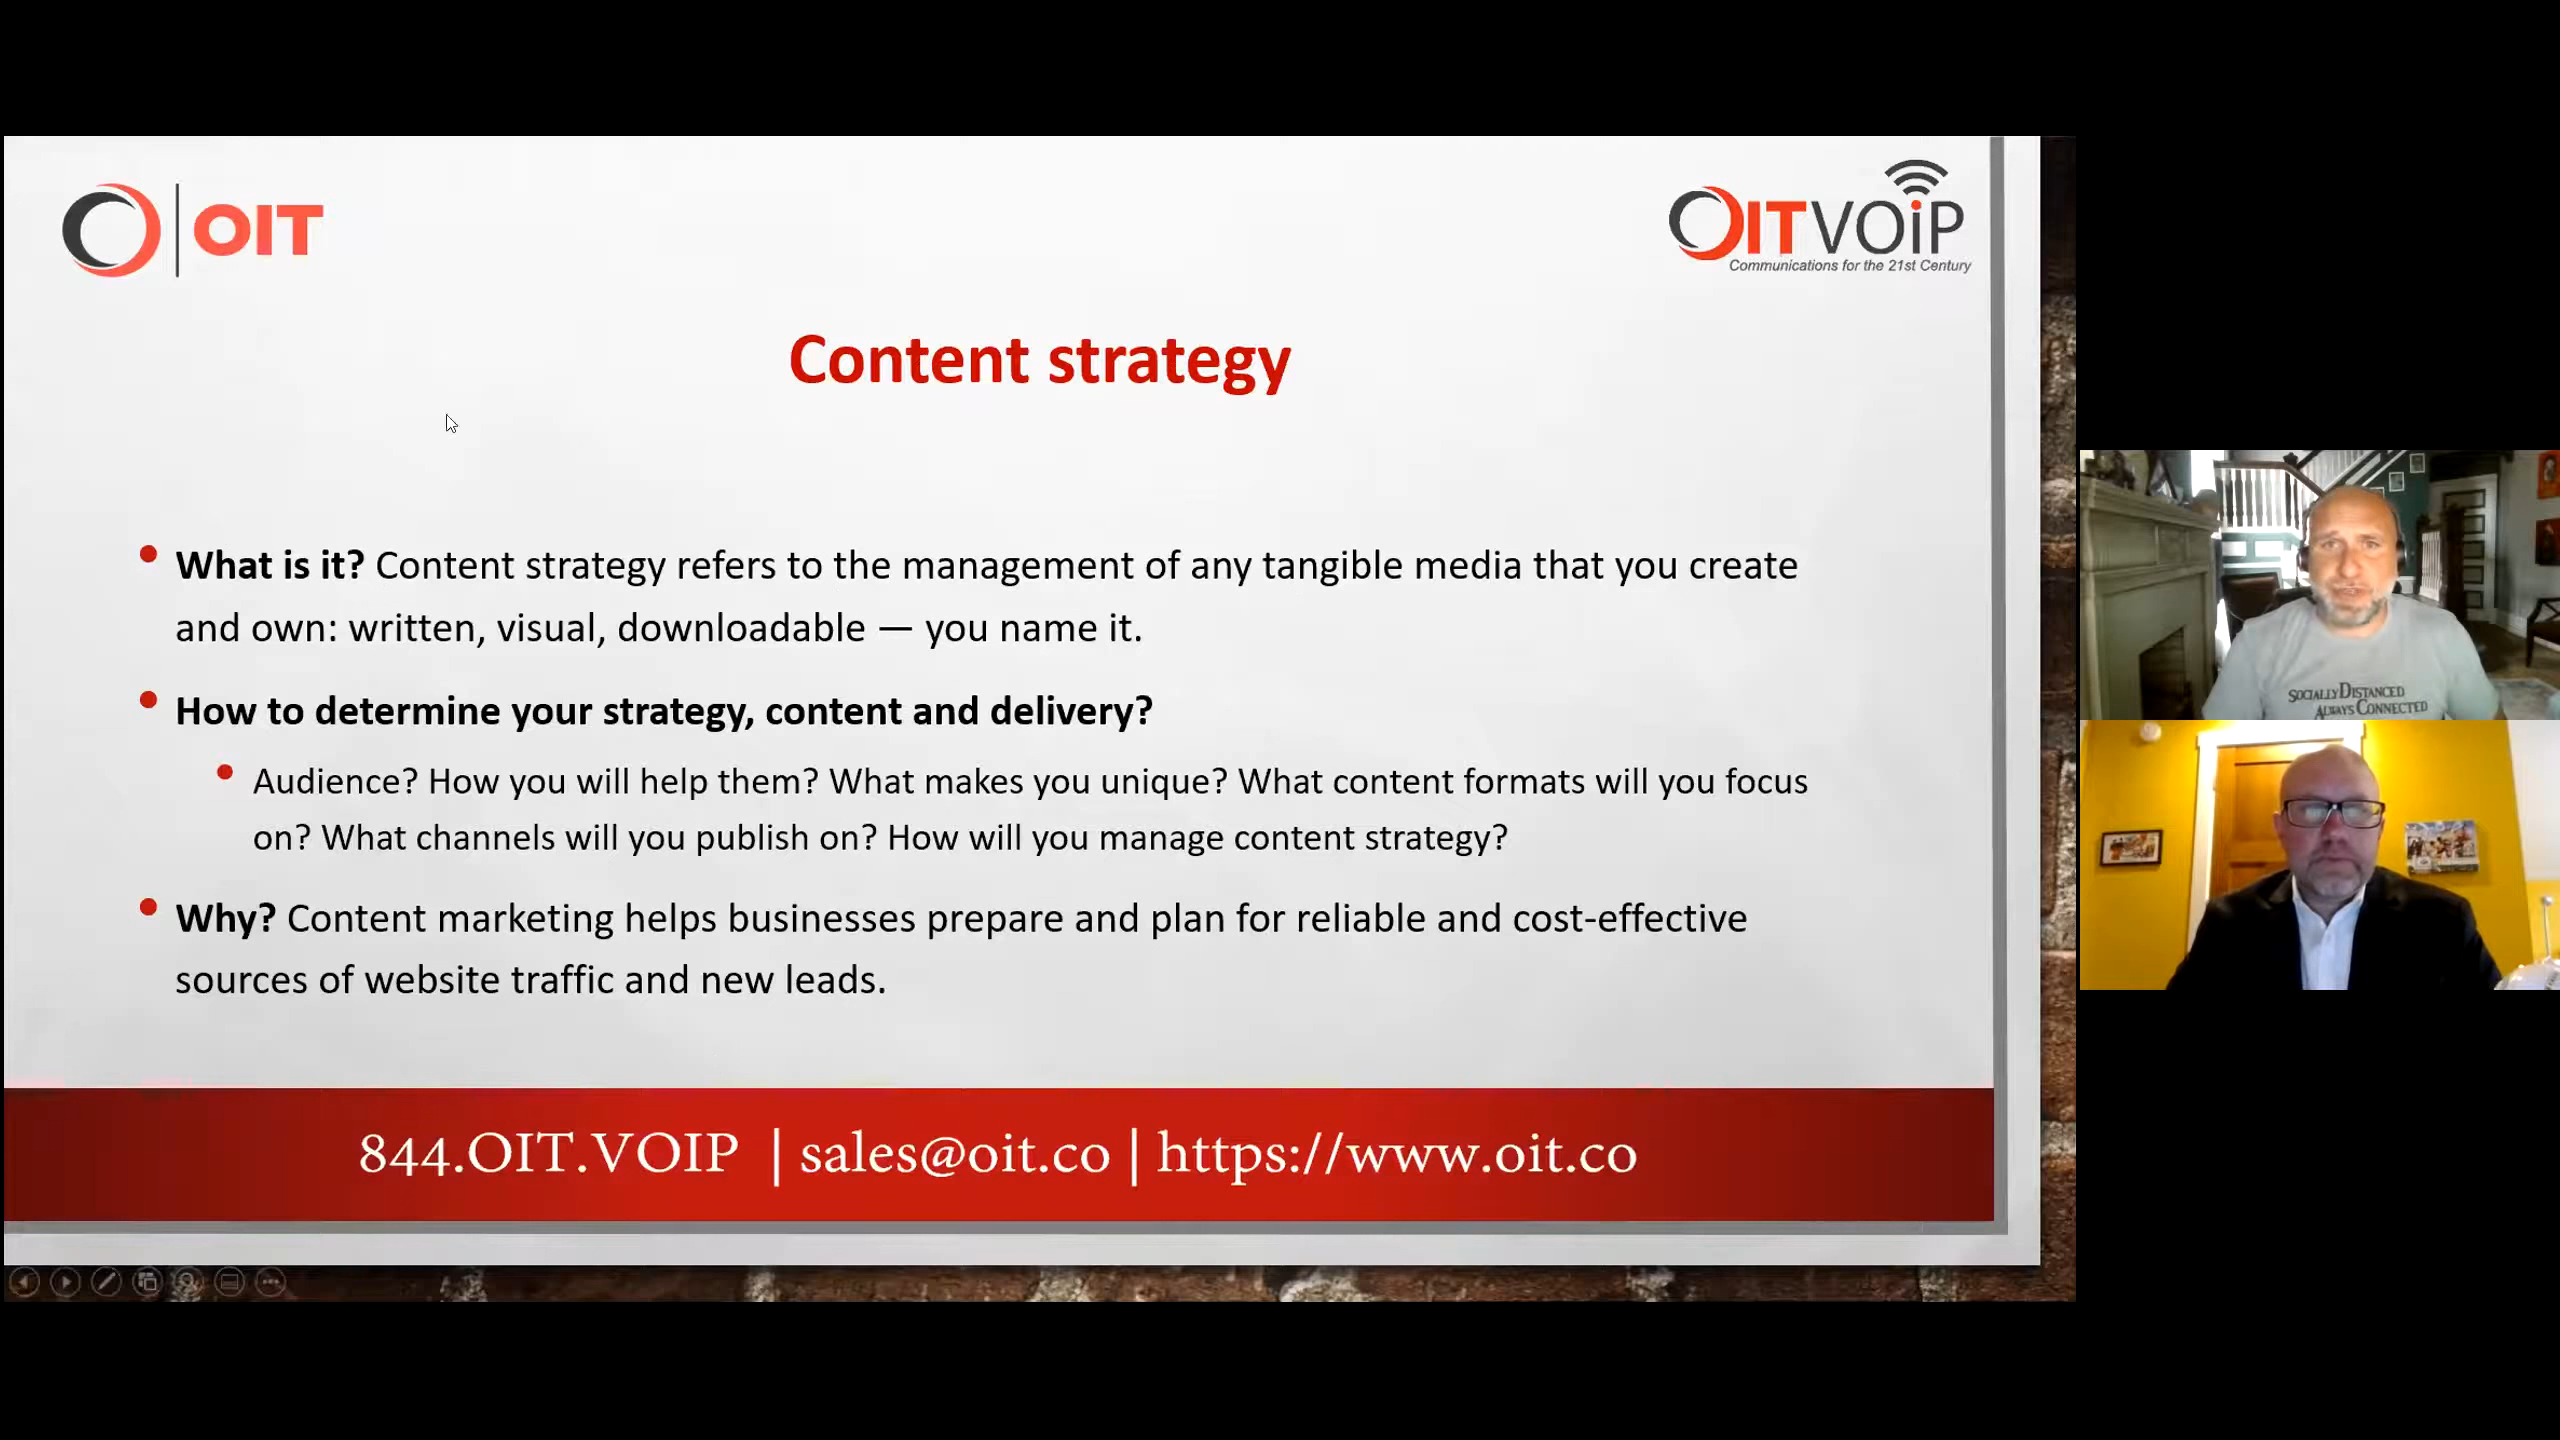 OIT
OITVOiP
Communications for the 21st Century
Content strategy
• What is it? Content strategy refers to the management of any tangible media that you create
and own: written, visual, downloadable — you name it.
• How to determine your strategy, content and delivery?
• Audience? How you will help them? What makes you unique? What content formats will you focus
on? What channels will you publish on? How will you manage content strategy?
• Why? Content marketing helps businesses prepare and plan for reliable and cost-effective
sources of website traffic and new leads.
844.OIT.VOIP | sales@oit.co | https://www.oit.co
SOCIALLY DISTANCED
ALWAYS CONNECTED